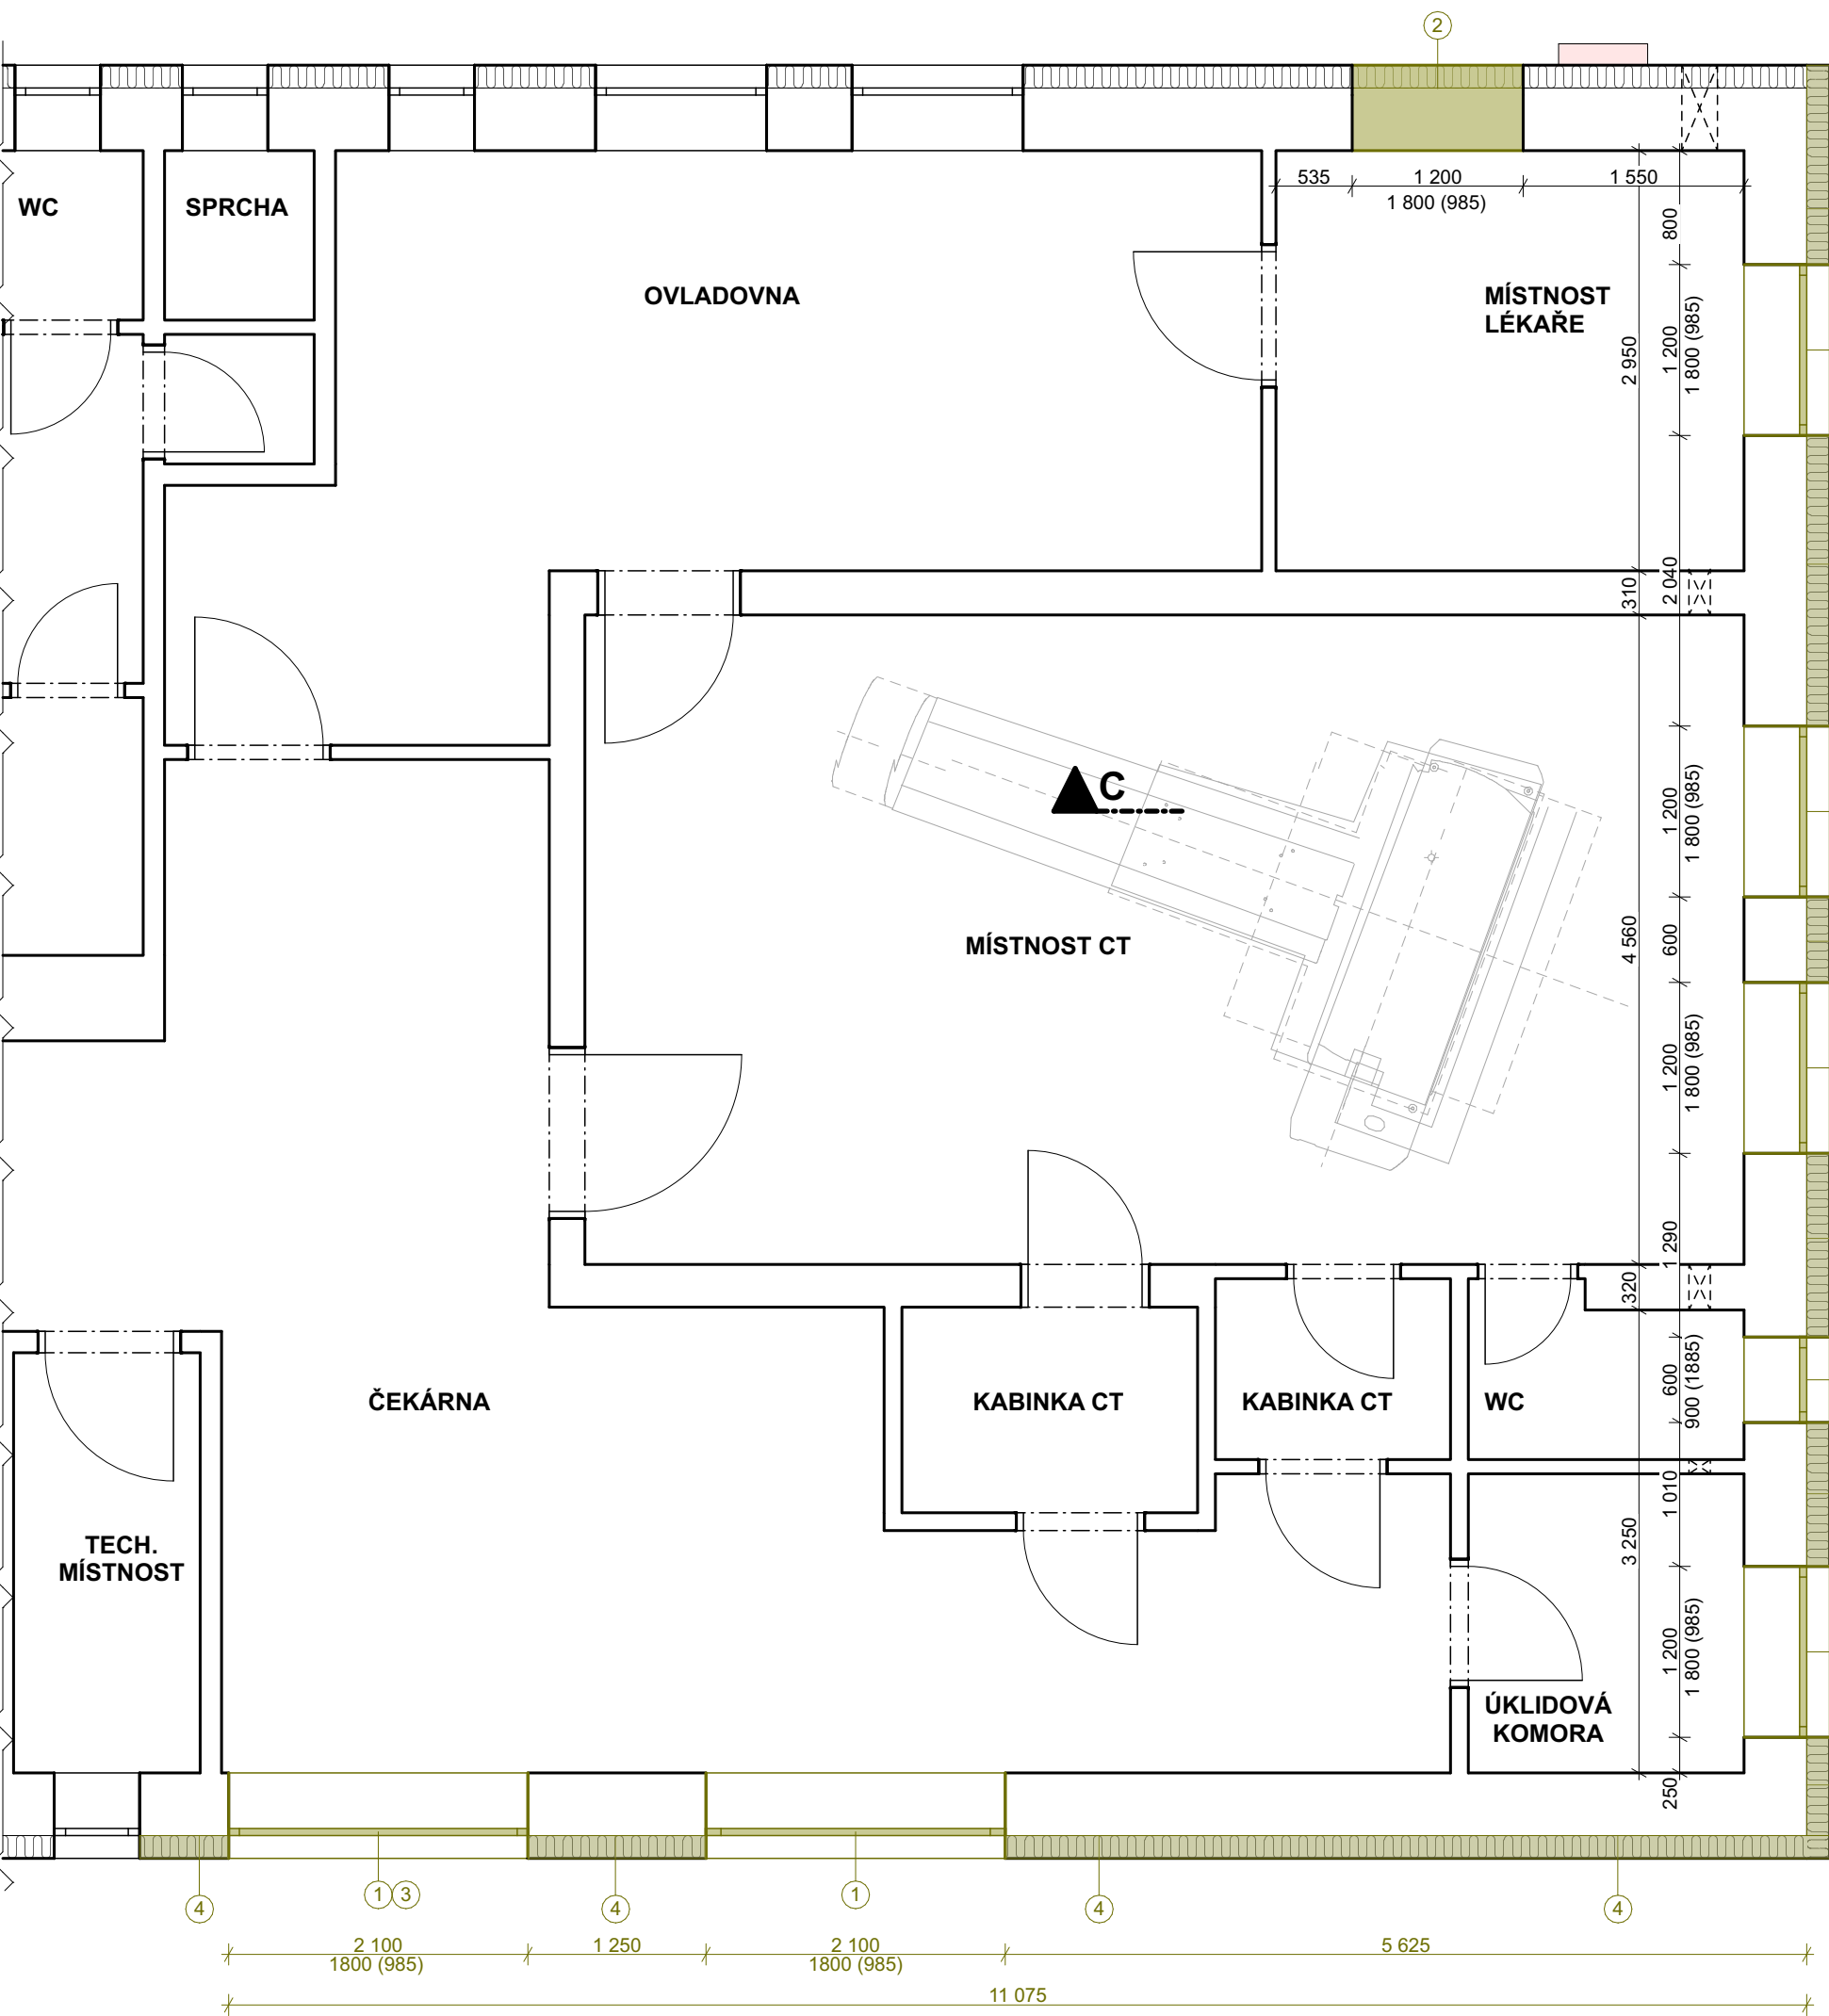 2
535
1 200
1 550
1 800 (985)
WC
SPRCHA
800
OVLADOVNA
MÍSTNOST
LÉKAŘE
2 950
1 200
1 800 (985)
310
2 040
C
1 200
1 800 (985)
MÍSTNOST CT
4 560
600
1 200
1 800 (985)
1 290
320
ČEKÁRNA
KABINKA CT
KABINKA CT
WC
600
900 (1885)
1 010
3 250
TECH.
MÍSTNOST
1 200
1 800 (985)
ÚKLIDOVÁ
KOMORA
250
4
1
3
4
1
4
4
2 100
1 250
2 100
5 625
1800 (985)
1800 (985)
11 075